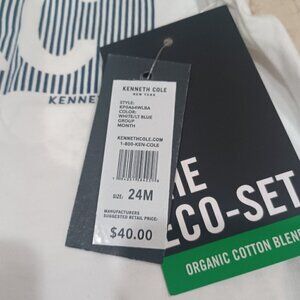 C
KENNE
KENNETH COLE
NEW YORK
STYLE:
COLOR:
WHITE/LT BLUE
GROUP
MONTH
KENNETHCOLE.COM
1-800-KEN-COLE
SIZE: 24M
MANUFACTURERS
SUGGESTED RETAIL PRICE:
$40.00
HE
ECO-SET
ORGANIC COTTON BLEN